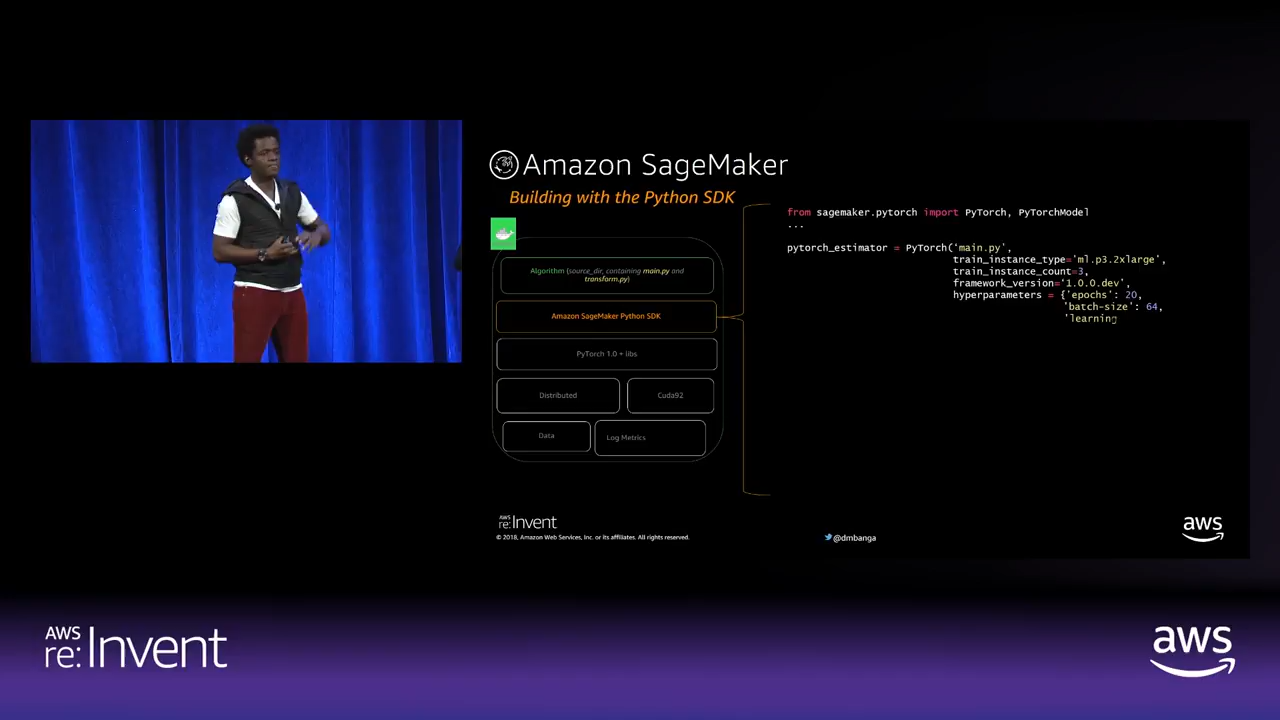 Amazon SageMaker
Building with the Python SDK
Algorithm (source_dir, containing main.py and
transform.py)
Amazon SageMaker Python SDK
PyTorch 1.0 + libs
Distributed
Cuda92
Data
Log Metrics
from sagemaker.pytorch import PyTorch, PyTorchModel
...
pytorch_estimator = PyTorch('main.py',
train_instance_type='ml.p3.2xlarge',
train_instance_count=3,
framework_version='1.0.0.dev',
hyperparameters = {'epochs': 20,
'batch-size': 64,
'learning
AWS
re:Invent
© 2018, Amazon Web Services, Inc. or its affiliates. All rights reserved.
@dmbanga
aws
AWS
re:Invent
aws